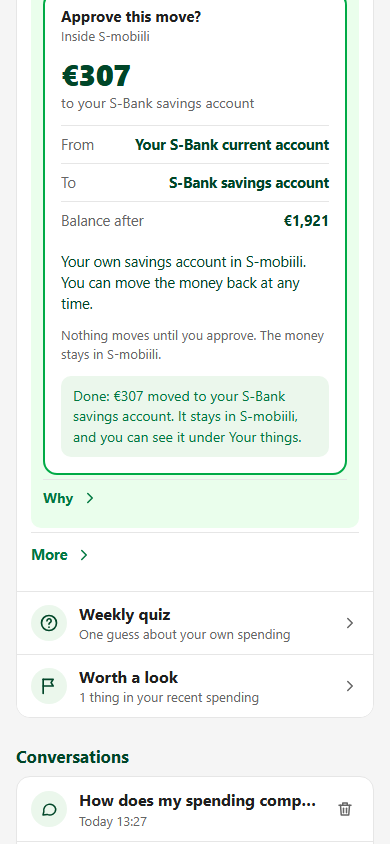 Approve this move?
Inside S-mobiili
€307
to your S-Bank savings account
From Your S-Bank current account
To S-Bank savings account
Balance after €1,921
Your own savings account in S-mobiili.
You can move the money back at any
time.
Nothing moves until you approve. The money
stays in S-mobiili.
Done: €307 moved to your S-Bank
savings account. It stays in S-mobiili,
and you can see it under Your things.
Why
More
Weekly quiz
One guess about your own spending
Worth a look
1 thing in your recent spending
Conversations
How does my spending comp...
Today 13:27